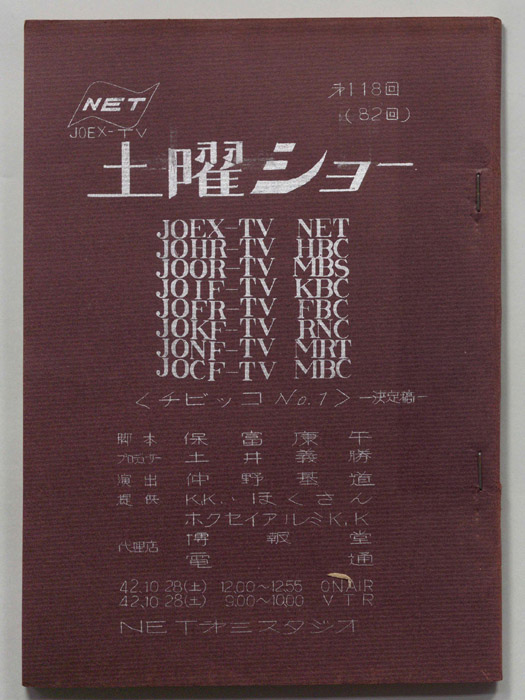 NET
JOEX-TV
オ118回
(82回)
土曜ショー
JOEX-TV NET
JOHR-TV HBC
JOOR-TV MBS
JOIF-TV KBC
JOFR-TV FBC
JOKF-TV RNC
JONF-TV MRT
JOCF-TV MBC
〈チビッコ No.1〉 ー決定稿ー
脚本 保富康午
プロデューサー 土井義勝
演出 仲野基道
提供 K.K.、ほくさん
ホクセイアルミK.K
代理店 博報堂
電通
42.10.28(土) 12.00〜12.55 ONAIR
42.10.28(土) 9.00〜10.00 VTR
NETオ三スタジオ